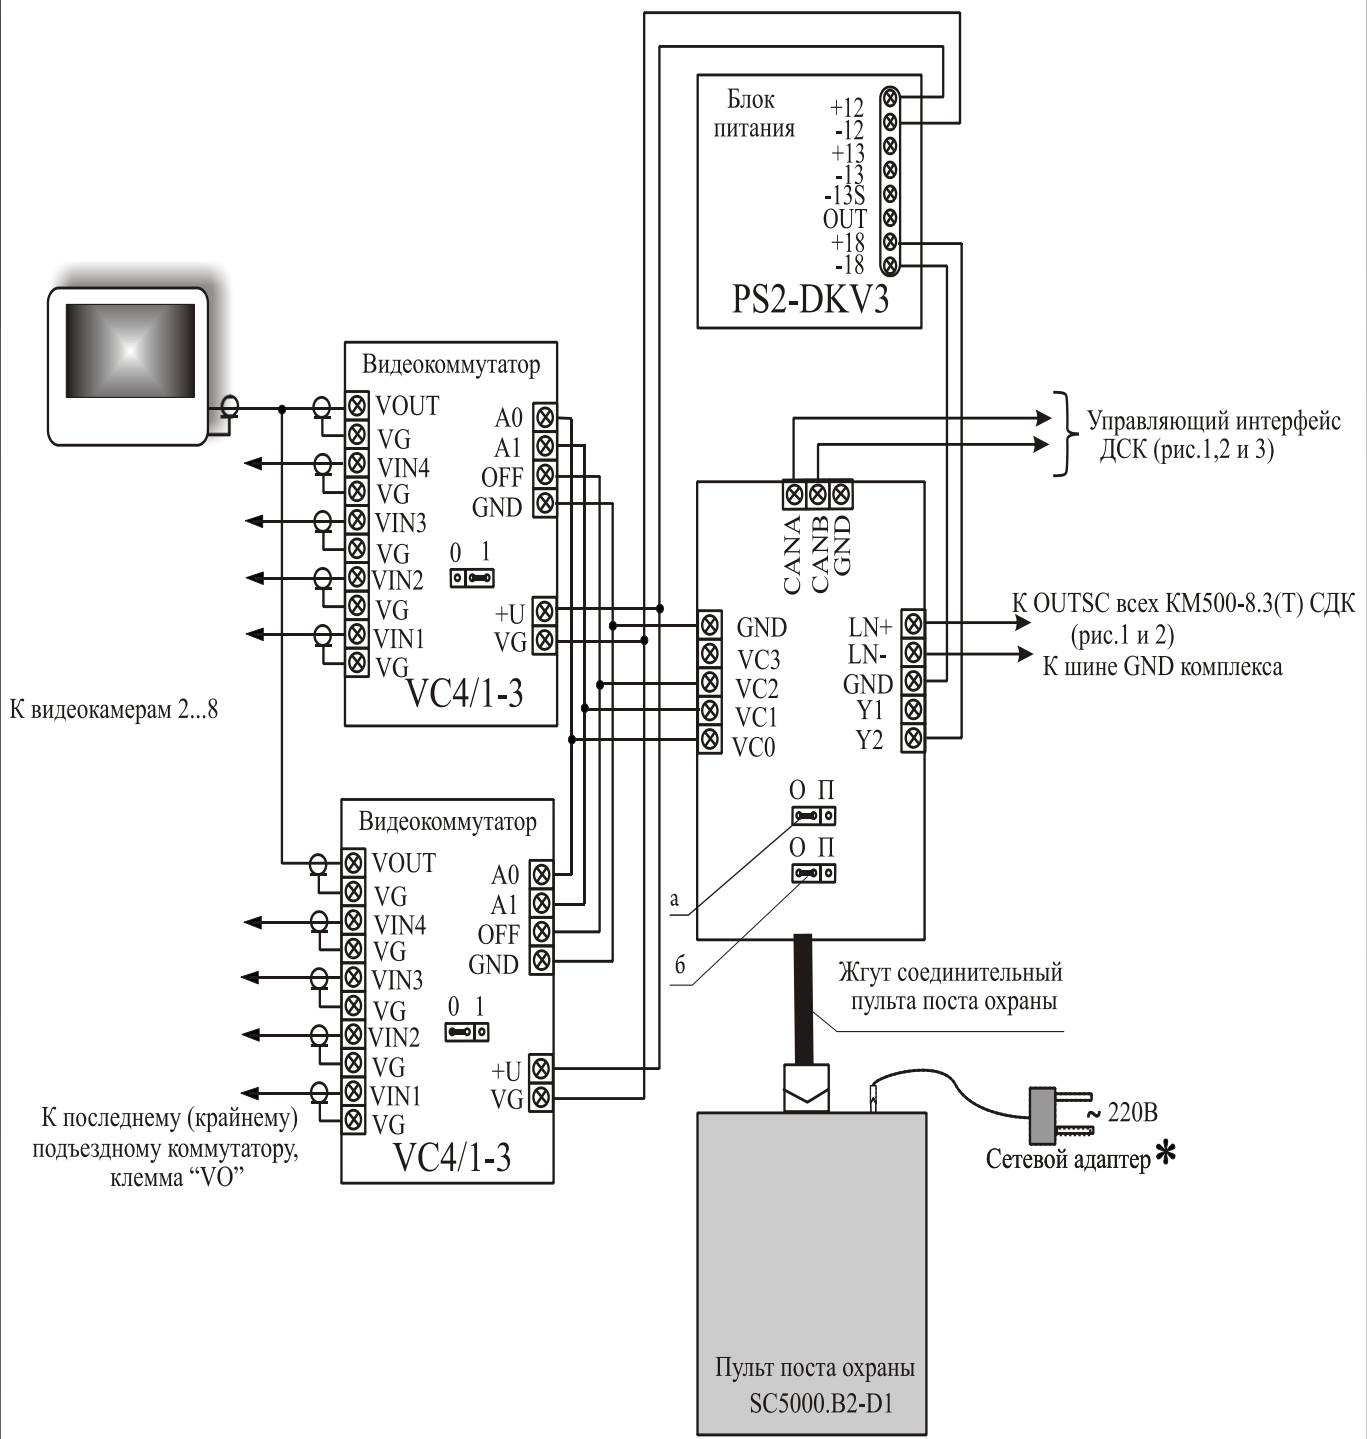 Блок
питания
+12
-12
+13
-13
-13S
OUT
+18
-18
PS2-DKV3
Видеокоммутатор
VOUT
VG
VIN4
VG
VIN3
VG
VIN2
VG
VIN1
VG
A0
A1
OFF
GND
0 1
+U
VG
VC4/1-3
Управляющий интерфейс
ДСК (рис.1,2 и 3)
CANA
CANB
GND
GND
VC3
VC2
VC1
VC0
LN+
LN-
GND
Y1
Y2
К OUTSC всех КМ500-8.3(Т) СДК
(рис.1 и 2)
К шине GND комплекса
К видеокамерам 2...8
О П
О П
а
б
Видеокоммутатор
VOUT
VG
VIN4
VG
VIN3
VG
VIN2
VG
VIN1
VG
A0
A1
OFF
GND
0 1
+U
VG
VC4/1-3
Жгут соединительный
пульта поста охраны
К последнему (крайнему)
подъездному коммутатору,
клемма “VO”
~ 220В
Сетевой адаптер *
Пульт поста охраны
SC5000.B2-D1